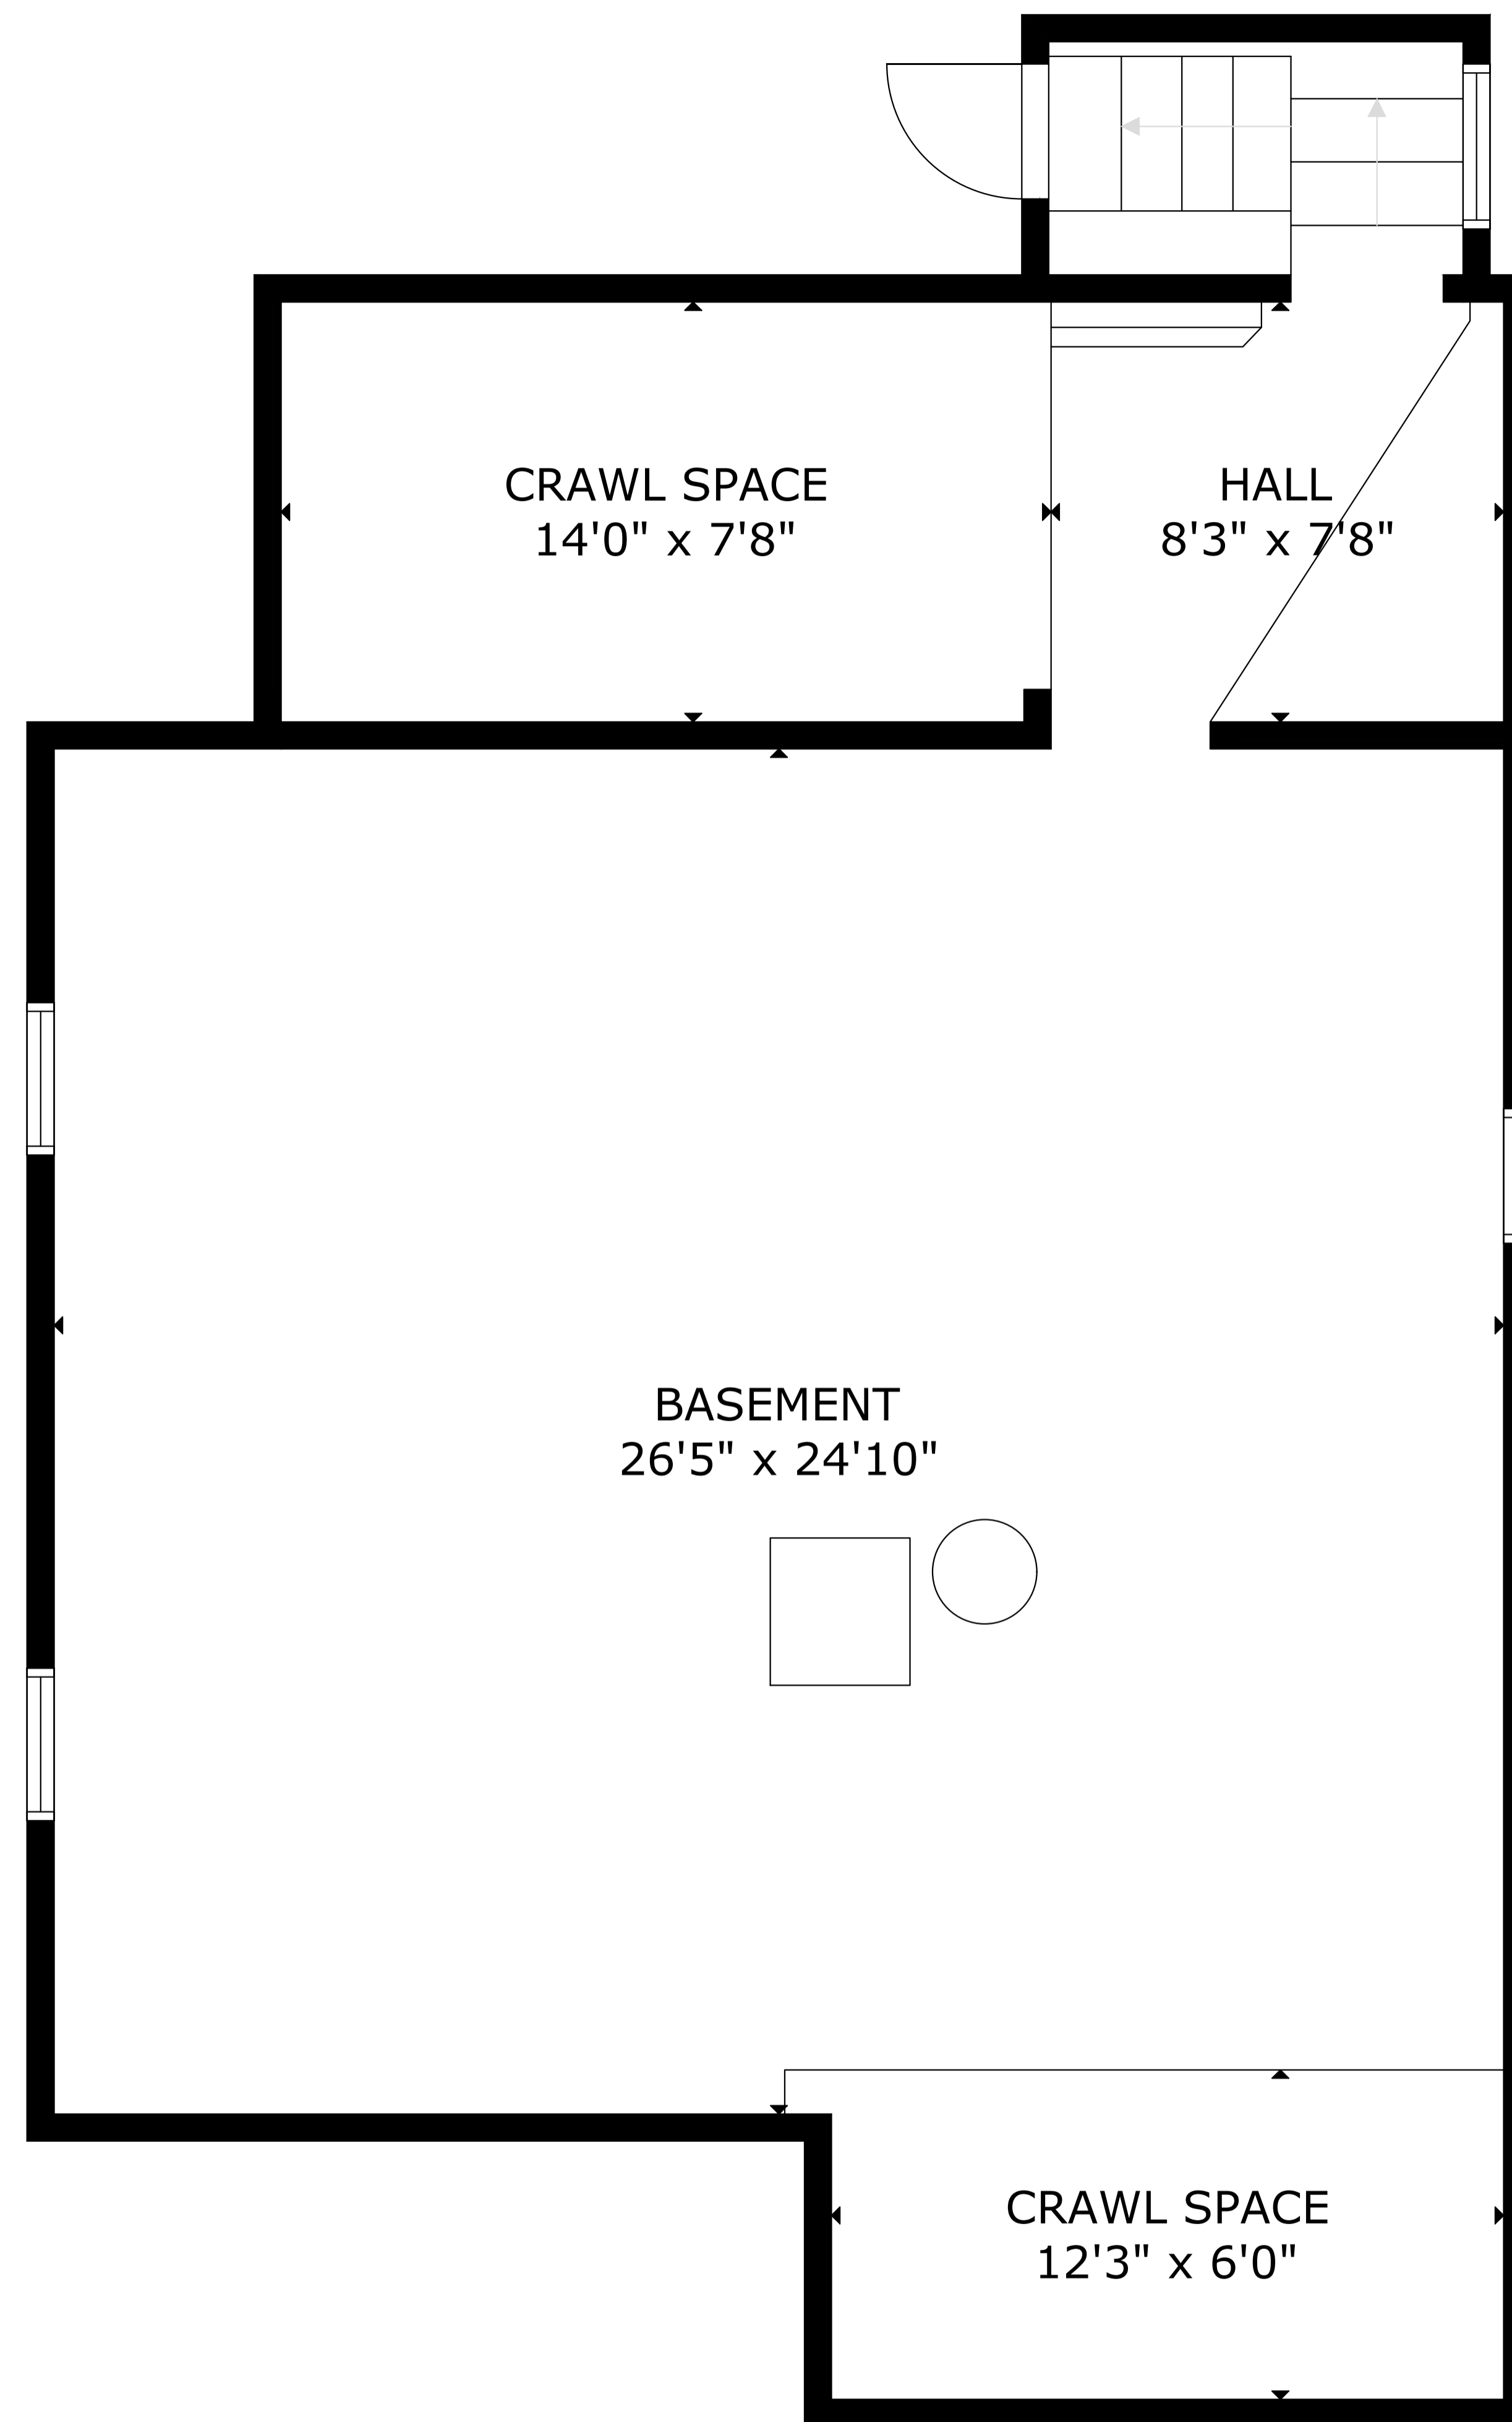 CRAWL SPACE
14'0" x 7'8"
HALL
8'3" x 7'8"
BASEMENT
26'5" x 24'10"
CRAWL SPACE
12'3" x 6'0"